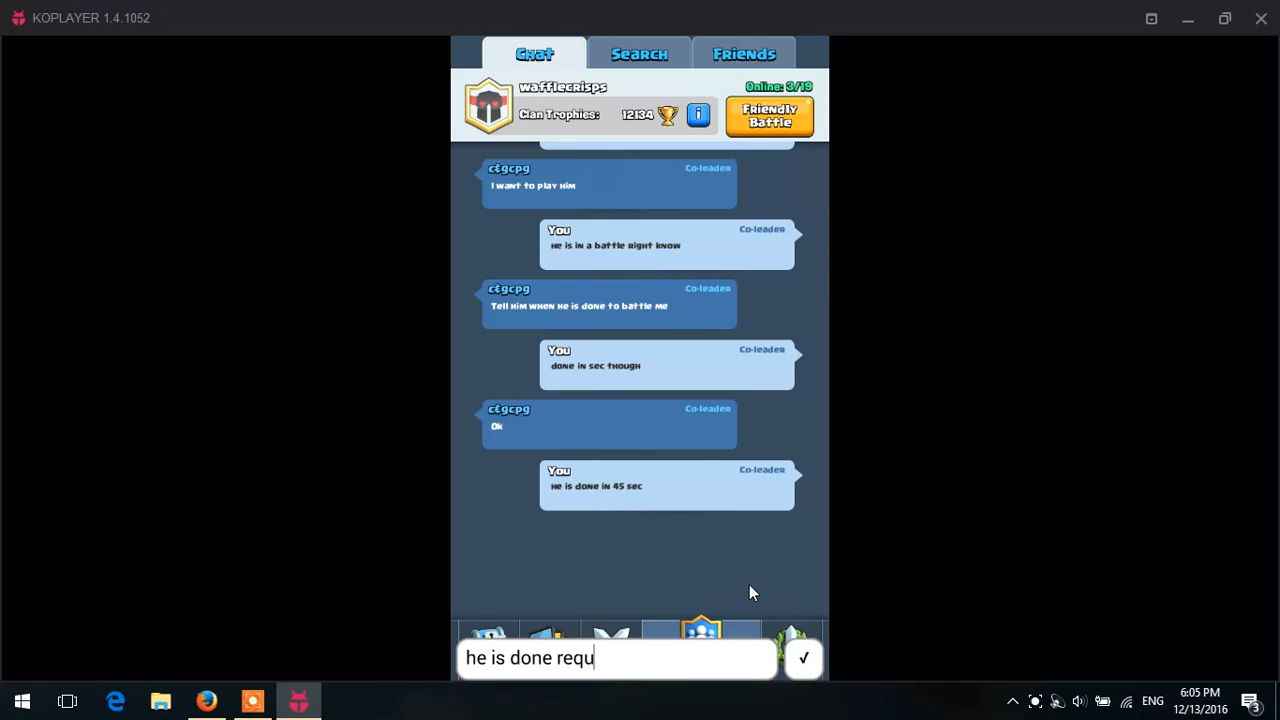 KOPLAYER 1.4.1052
Chat
Search
Friends
wafflecrisps
Online: 3/19
Clan Trophies: 12134
i
Friendly
Battle
c&gcpg
Co-leader
I want to play him
You
Co-leader
he is in a battle right know
c&gcpg
Co-leader
Tell him when he is done to battle me
You
Co-leader
done in sec though
c&gcpg
Co-leader
Ok
You
Co-leader
He is done in 45 sec
he is done requ
ENG
6:05 PM
12/13/2016
3